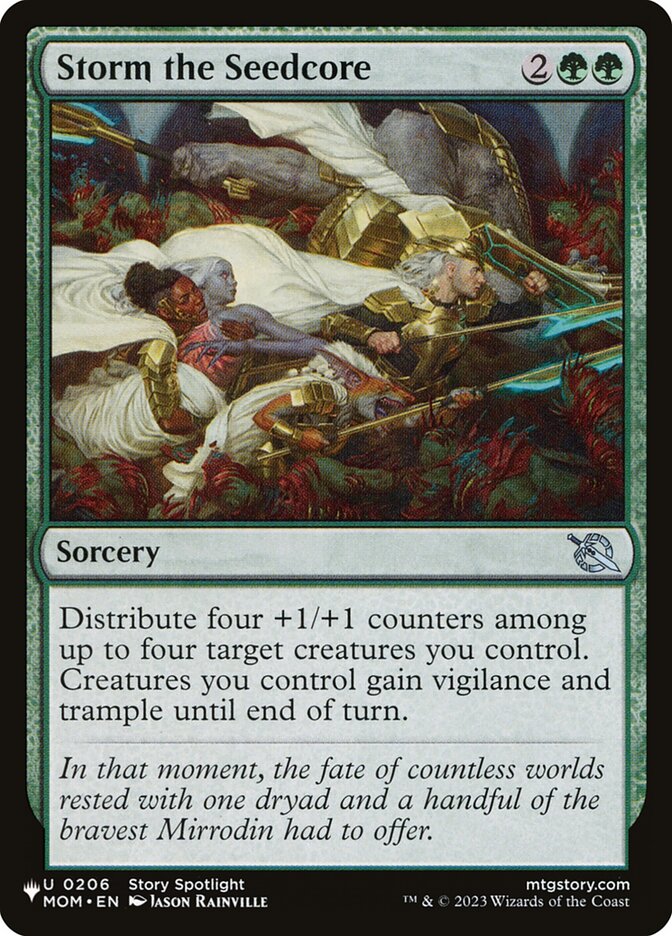 Storm the Seedcore 2
Sorcery
Distribute four +1/+1 counters among
up to four target creatures you control.
Creatures you control gain vigilance and
trample until end of turn.
In that moment, the fate of countless worlds
rested with one dryad and a handful of the
bravest Mirrodin had to offer.
U 0206 Story Spotlight mtgstory.com
MOM • EN Jason Rainville ™ & © 2023 Wizards of the Coast